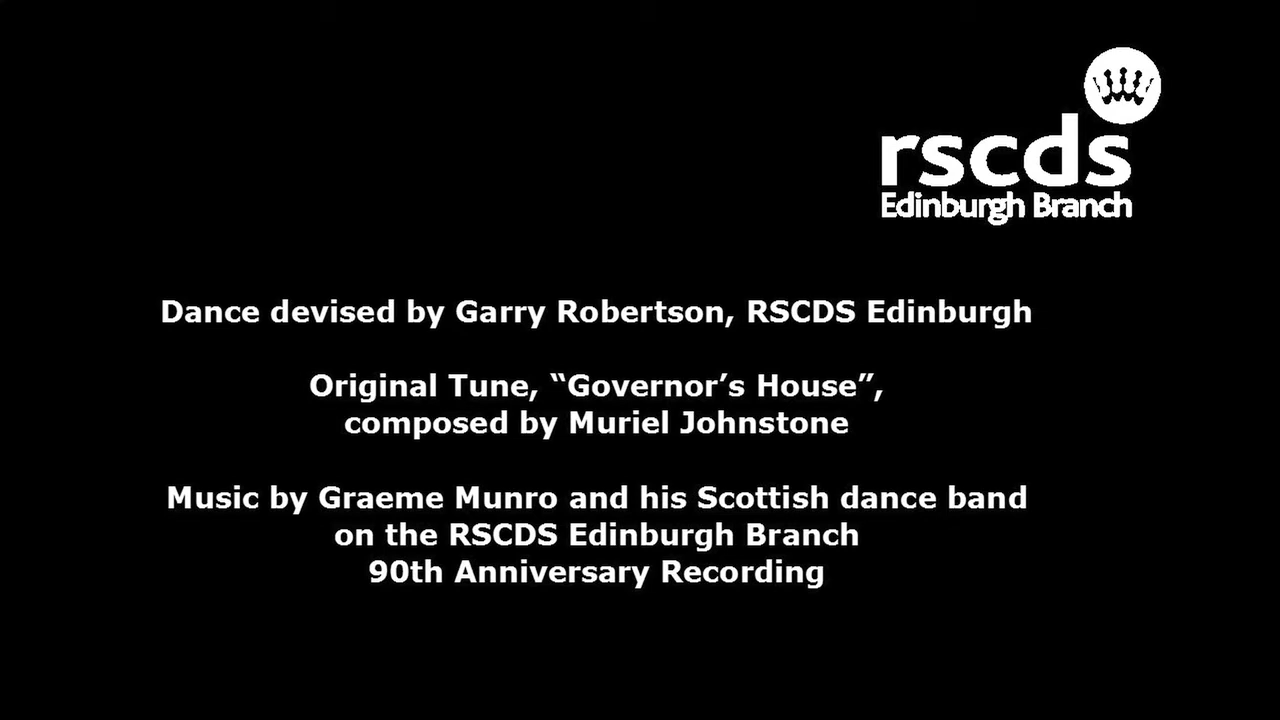 rscds
Edinburgh Branch
Dance devised by Garry Robertson, RSCDS Edinburgh
Original Tune, “Governor’s House”,
composed by Muriel Johnstone
Music by Graeme Munro and his Scottish dance band
on the RSCDS Edinburgh Branch
90th Anniversary Recording